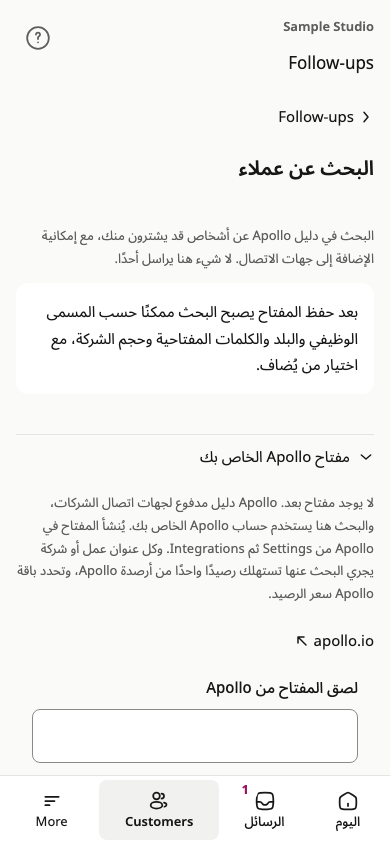 Sample Studio
Follow-ups
Follow-ups
البحث عن عملاء
البحث في دليل Apollo عن أشخاص قد يشترون منك، مع إمكانية
الإضافة إلى جهات الاتصال. لا شيء هنا يراسل أحدًا.
بعد حفظ المفتاح يصبح البحث ممكنًا حسب المسمى
الوظيفي والبلد والكلمات المفتاحية وحجم الشركة، مع
اختيار من يُضاف.
مفتاح Apollo الخاص بك
لا يوجد مفتاح بعد. Apollo دليل مدفوع لجهات اتصال الشركات،
والبحث هنا يستخدم حساب Apollo الخاص بك. يُنشأ المفتاح في
Apollo من Settings ثم Integrations. وكل عنوان عمل أو شركة
يجري البحث عنها تستهلك رصيدًا واحدًا من أرصدة Apollo، وتحدد باقة
Apollo سعر الرصيد.
apollo.io
لصق المفتاح من Apollo
اليوم
الرسائل 1
Customers
More